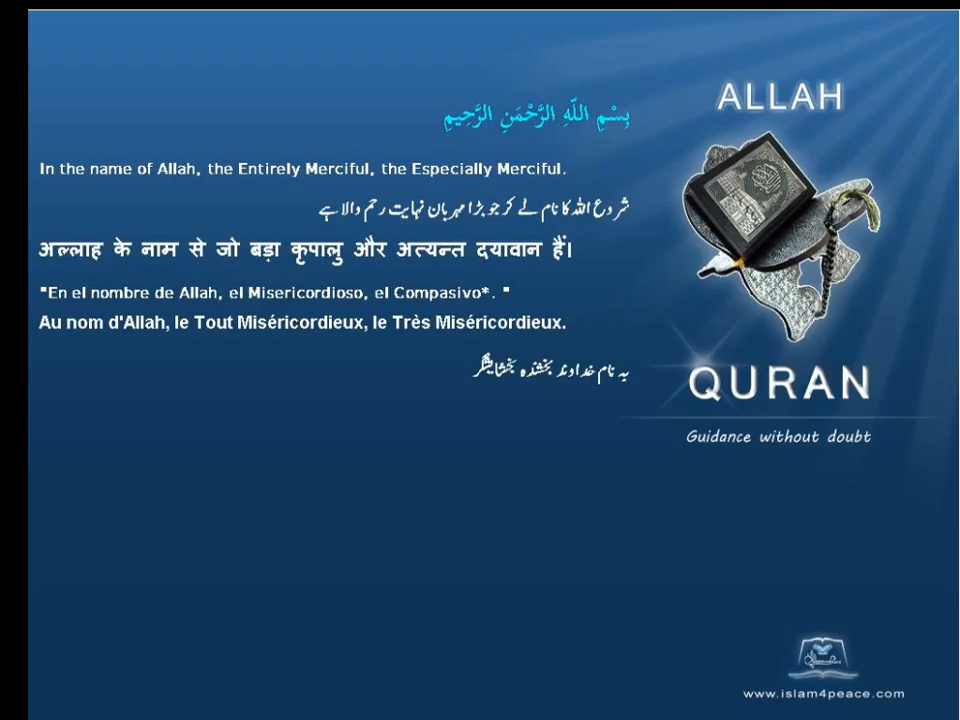 بِسْمِ اللَّهِ الرَّحْمَنِ الرَّحِيمِ
In the name of Allah, the Entirely Merciful, the Especially Merciful.
شروع الله کا نام لے کر جو بڑا مہربان نہایت رحم والا ہے
अल्लाह के नाम से जो बड़ा कृपालु और अत्यन्त दयावान हैं।
"En el nombre de Allah, el Misericordioso, el Compasivo*. "
Au nom d'Allah, le Tout Miséricordieux, le Très Miséricordieux.
به نام خداوند بخشنده بخشایشگر
ALLAH
QURAN
Guidance without doubt
www.islam4peace.com